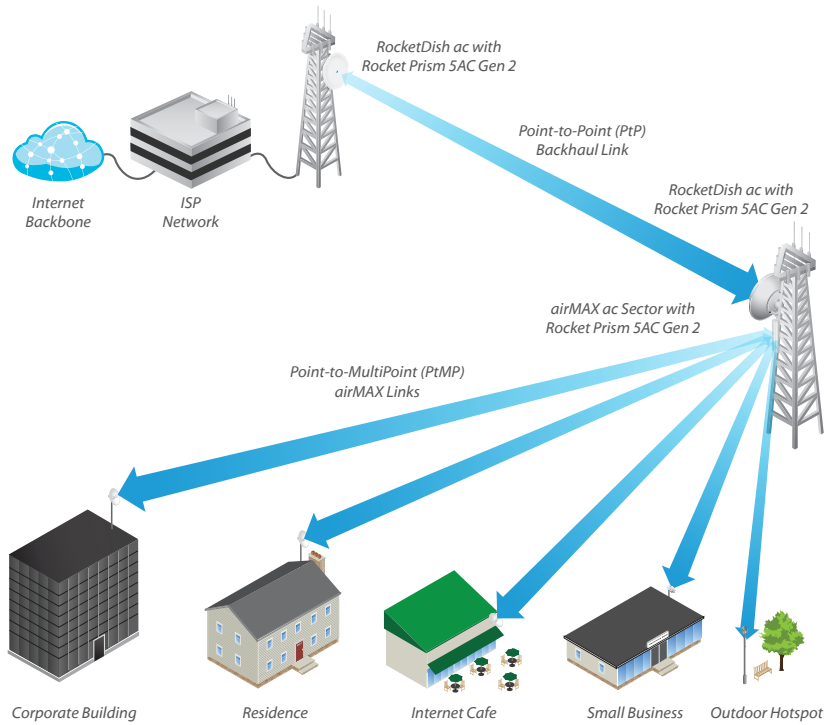 RocketDish ac with
Rocket Prism 5AC Gen 2
Point-to-Point (PtP)
Backhaul Link
Internet
Backbone
ISP
Network
RocketDish ac with
Rocket Prism 5AC Gen 2
airMAX ac Sector with
Rocket Prism 5AC Gen 2
Point-to-MultiPoint (PtMP)
airMAX Links
Corporate Building
Residence
Internet Cafe
Small Business
Outdoor Hotspot